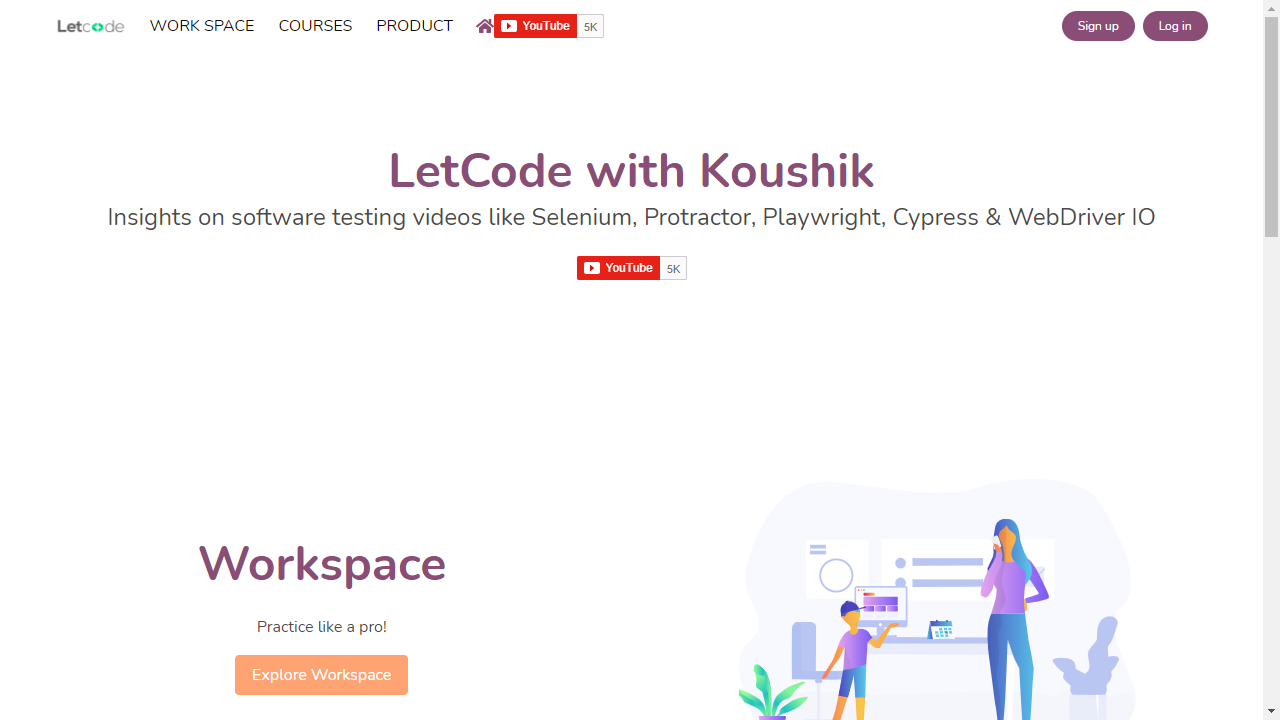 Letcode WORK SPACE COURSES PRODUCT YouTube 5K Sign up Log in
LetCode with Koushik
Insights on software testing videos like Selenium, Protractor, Playwright, Cypress & WebDriver IO
YouTube 5K
Workspace
Practice like a pro!
Explore Workspace